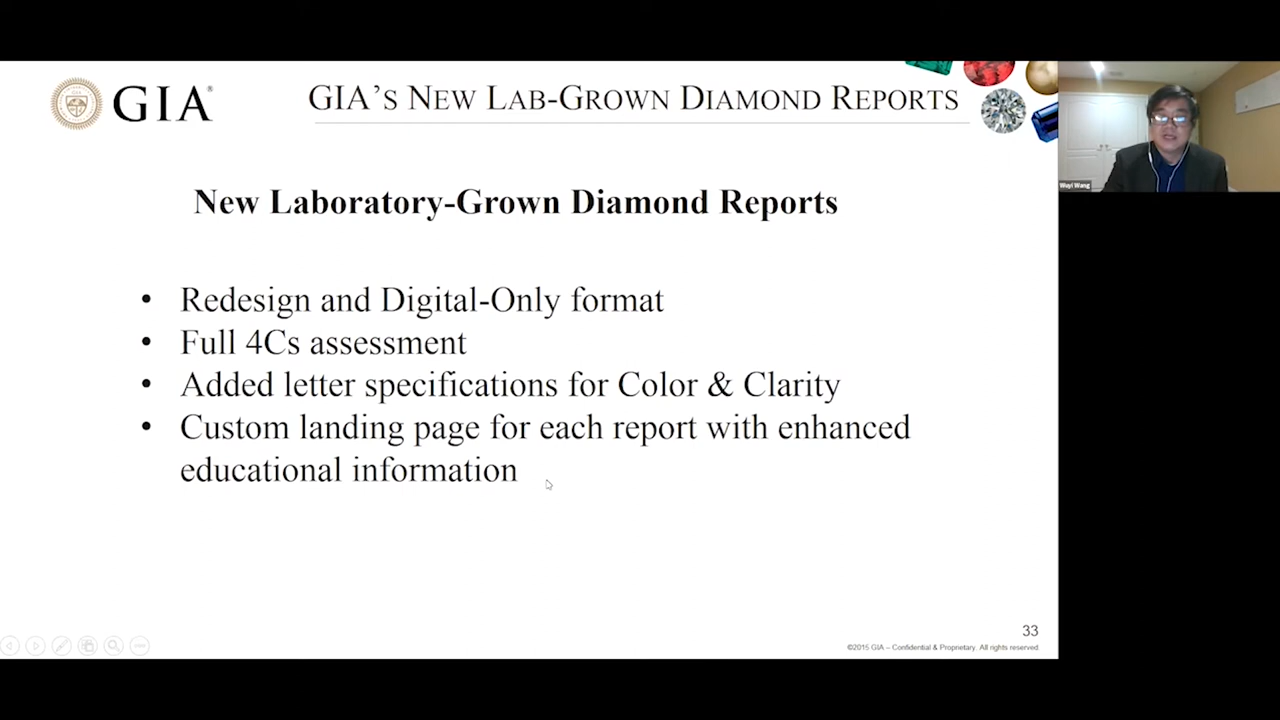 GIA®
GIA'S NEW LAB-GROWN DIAMOND REPORTS
Wuyi Wang
New Laboratory-Grown Diamond Reports
• Redesign and Digital-Only format
• Full 4Cs assessment
• Added letter specifications for Color & Clarity
• Custom landing page for each report with enhanced
educational information
33
©2015 GIA – Confidential & Proprietary. All rights reserved.